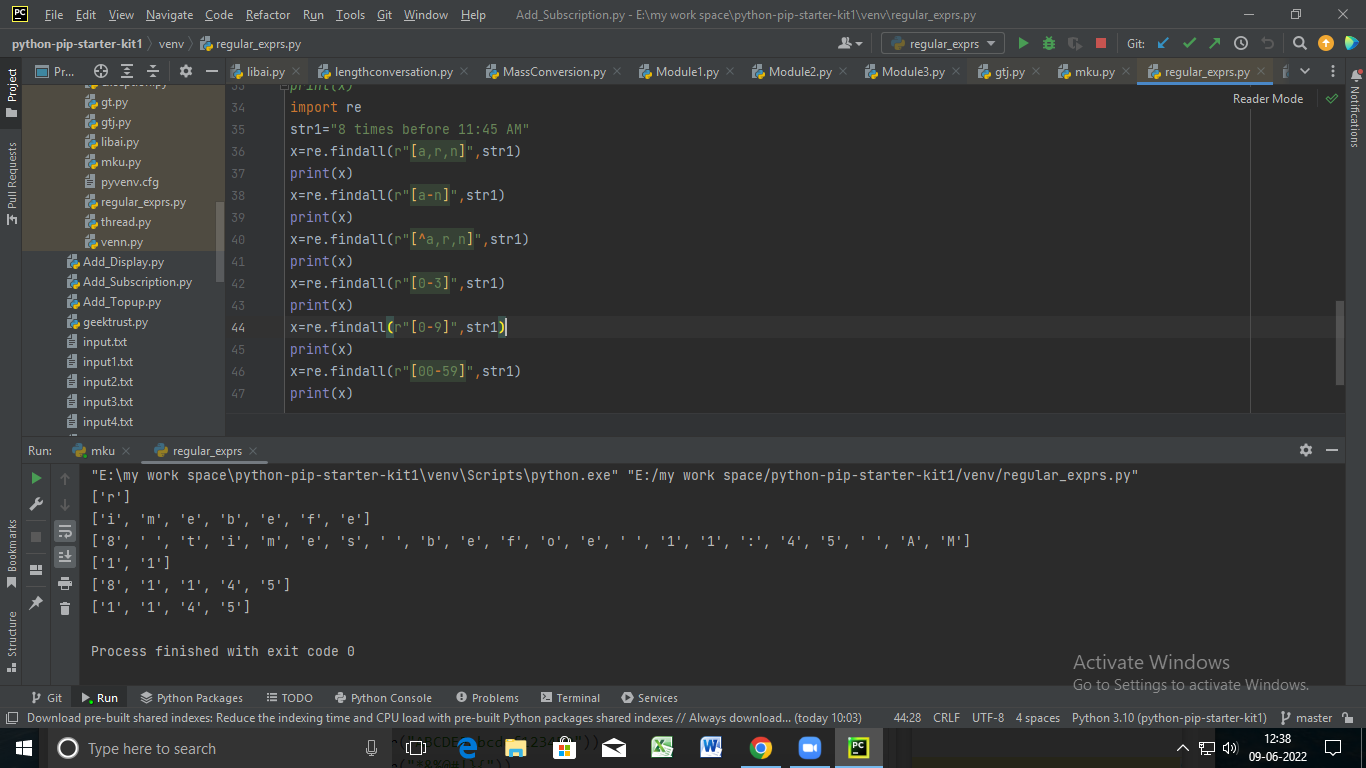 File Edit View Navigate Code Refactor Run Tools Git Window Help Add_Subscription.py - E:\my work space\python-pip-starter-kit1\venv\regular_exprs.py
python-pip-starter-kit1 venv regular_exprs.py regular_exprs Git:
Project
Pull Requests
Bookmarks
Structure
Notifications
Pr...
libai.py lengthconversation.py MassConversion.py Module1.py Module2.py Module3.py gtj.py mku.py regular_exprs.py
Reader Mode
exception.py
gt.py
gtj.py
libai.py
mku.py
pyvenv.cfg
regular_exprs.py
thread.py
venn.py
Add_Display.py
Add_Subscription.py
Add_Topup.py
geektrust.py
input.txt
input1.txt
input2.txt
input3.txt
input4.txt
33 print(x)
34 import re
35 str1="8 times before 11:45 AM"
36 x=re.findall(r"[a,r,n]",str1)
37 print(x)
38 x=re.findall(r"[a-n]",str1)
39 print(x)
40 x=re.findall(r"[^a,r,n]",str1)
41 print(x)
42 x=re.findall(r"[0-3]",str1)
43 print(x)
44 x=re.findall(r"[0-9]",str1)
45 print(x)
46 x=re.findall(r"[00-59]",str1)
47 print(x)
Run: mku regular_exprs
"E:\my work space\python-pip-starter-kit1\venv\Scripts\python.exe" "E:/my work space/python-pip-starter-kit1/venv/regular_exprs.py"
['r']
['i', 'm', 'e', 'b', 'e', 'f', 'e']
['8', ' ', 't', 'i', 'm', 'e', 's', ' ', 'b', 'e', 'f', 'o', 'e', ' ', '1', '1', ':', '4', '5', ' ', 'A', 'M']
['1', '1']
['8', '1', '1', '4', '5']
['1', '1', '4', '5']
Process finished with exit code 0
Activate Windows
Go to Settings to activate Windows.
Git Run Python Packages TODO Python Console Problems Terminal Services
Download pre-built shared indexes: Reduce the indexing time and CPU load with pre-built Python packages shared indexes // Always download... (today 10:03) 44:28 CRLF UTF-8 4 spaces Python 3.10 (python-pip-starter-kit1) master
Type here to search
12:38
09-06-2022